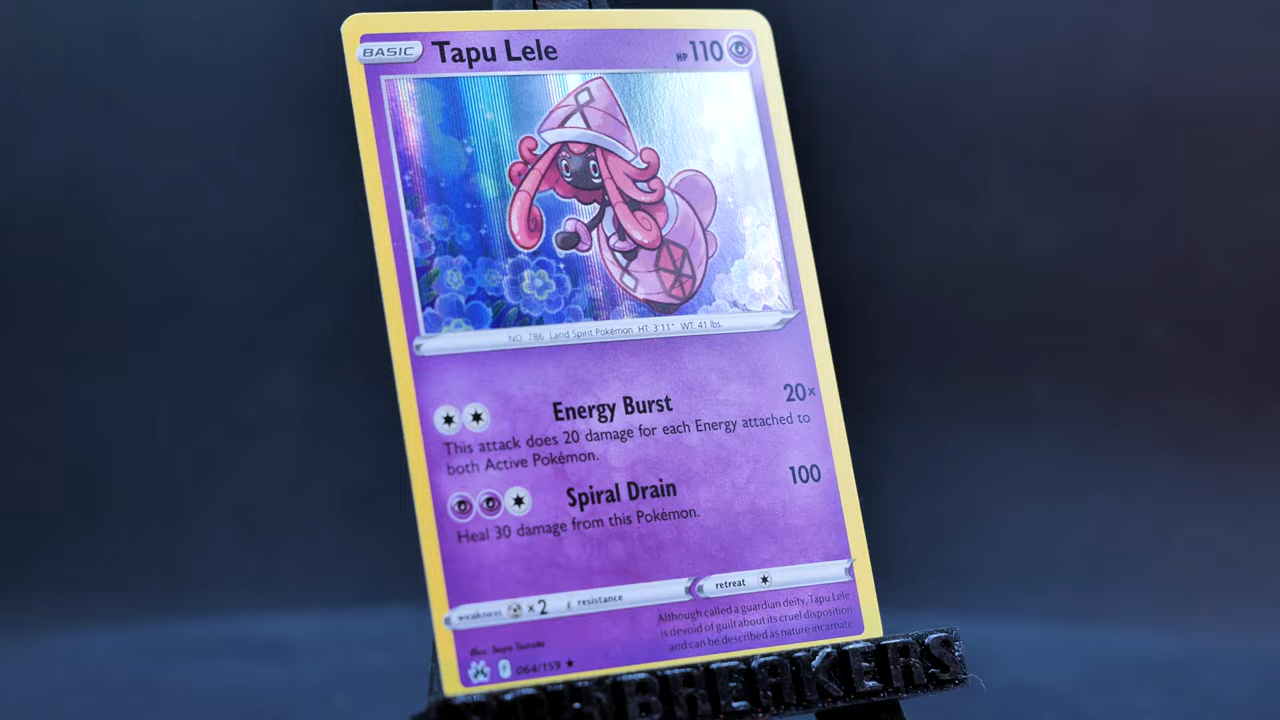 BASIC Tapu Lele HP 110
NO. 786 Land Spirit Pokémon HT: 3'11" WT: 41 lbs.
Energy Burst 20×
This attack does 20 damage for each Energy attached to
both Active Pokémon.
Spiral Drain 100
Heal 30 damage from this Pokémon.
weakness ×2 resistance retreat
Although called a guardian deity, Tapu Lele
is devoid of guilt about its cruel disposition
and can be described as nature incarnate.
Illus.
F 064/159 ★
BREAKERS